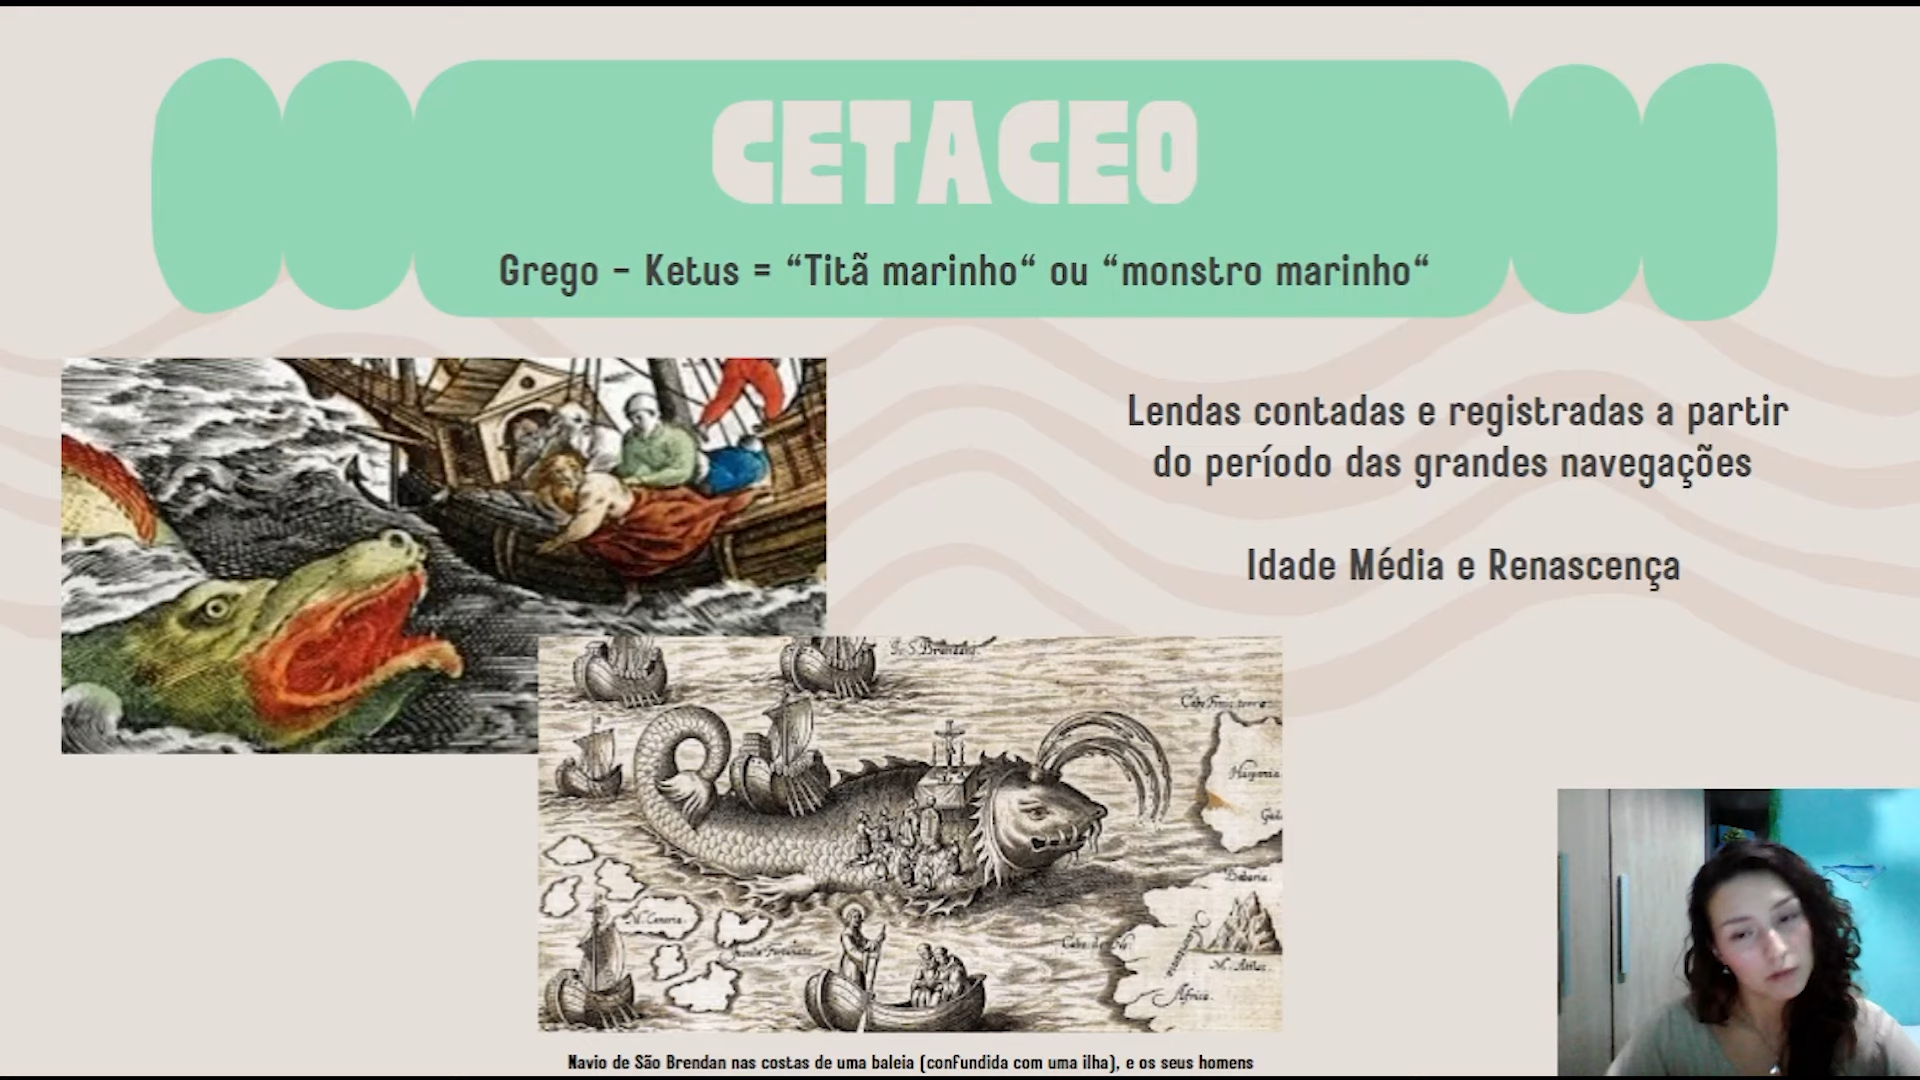 CETACEO
Grego - Ketus = “Titã marinho“ ou “monstro marinho“
Lendas contadas e registradas a partir
do período das grandes navegações
Idade Média e Renascença
Africa.
Navio de São Brendan nas costas de uma baleia (confundida com uma ilha), e os seus homens